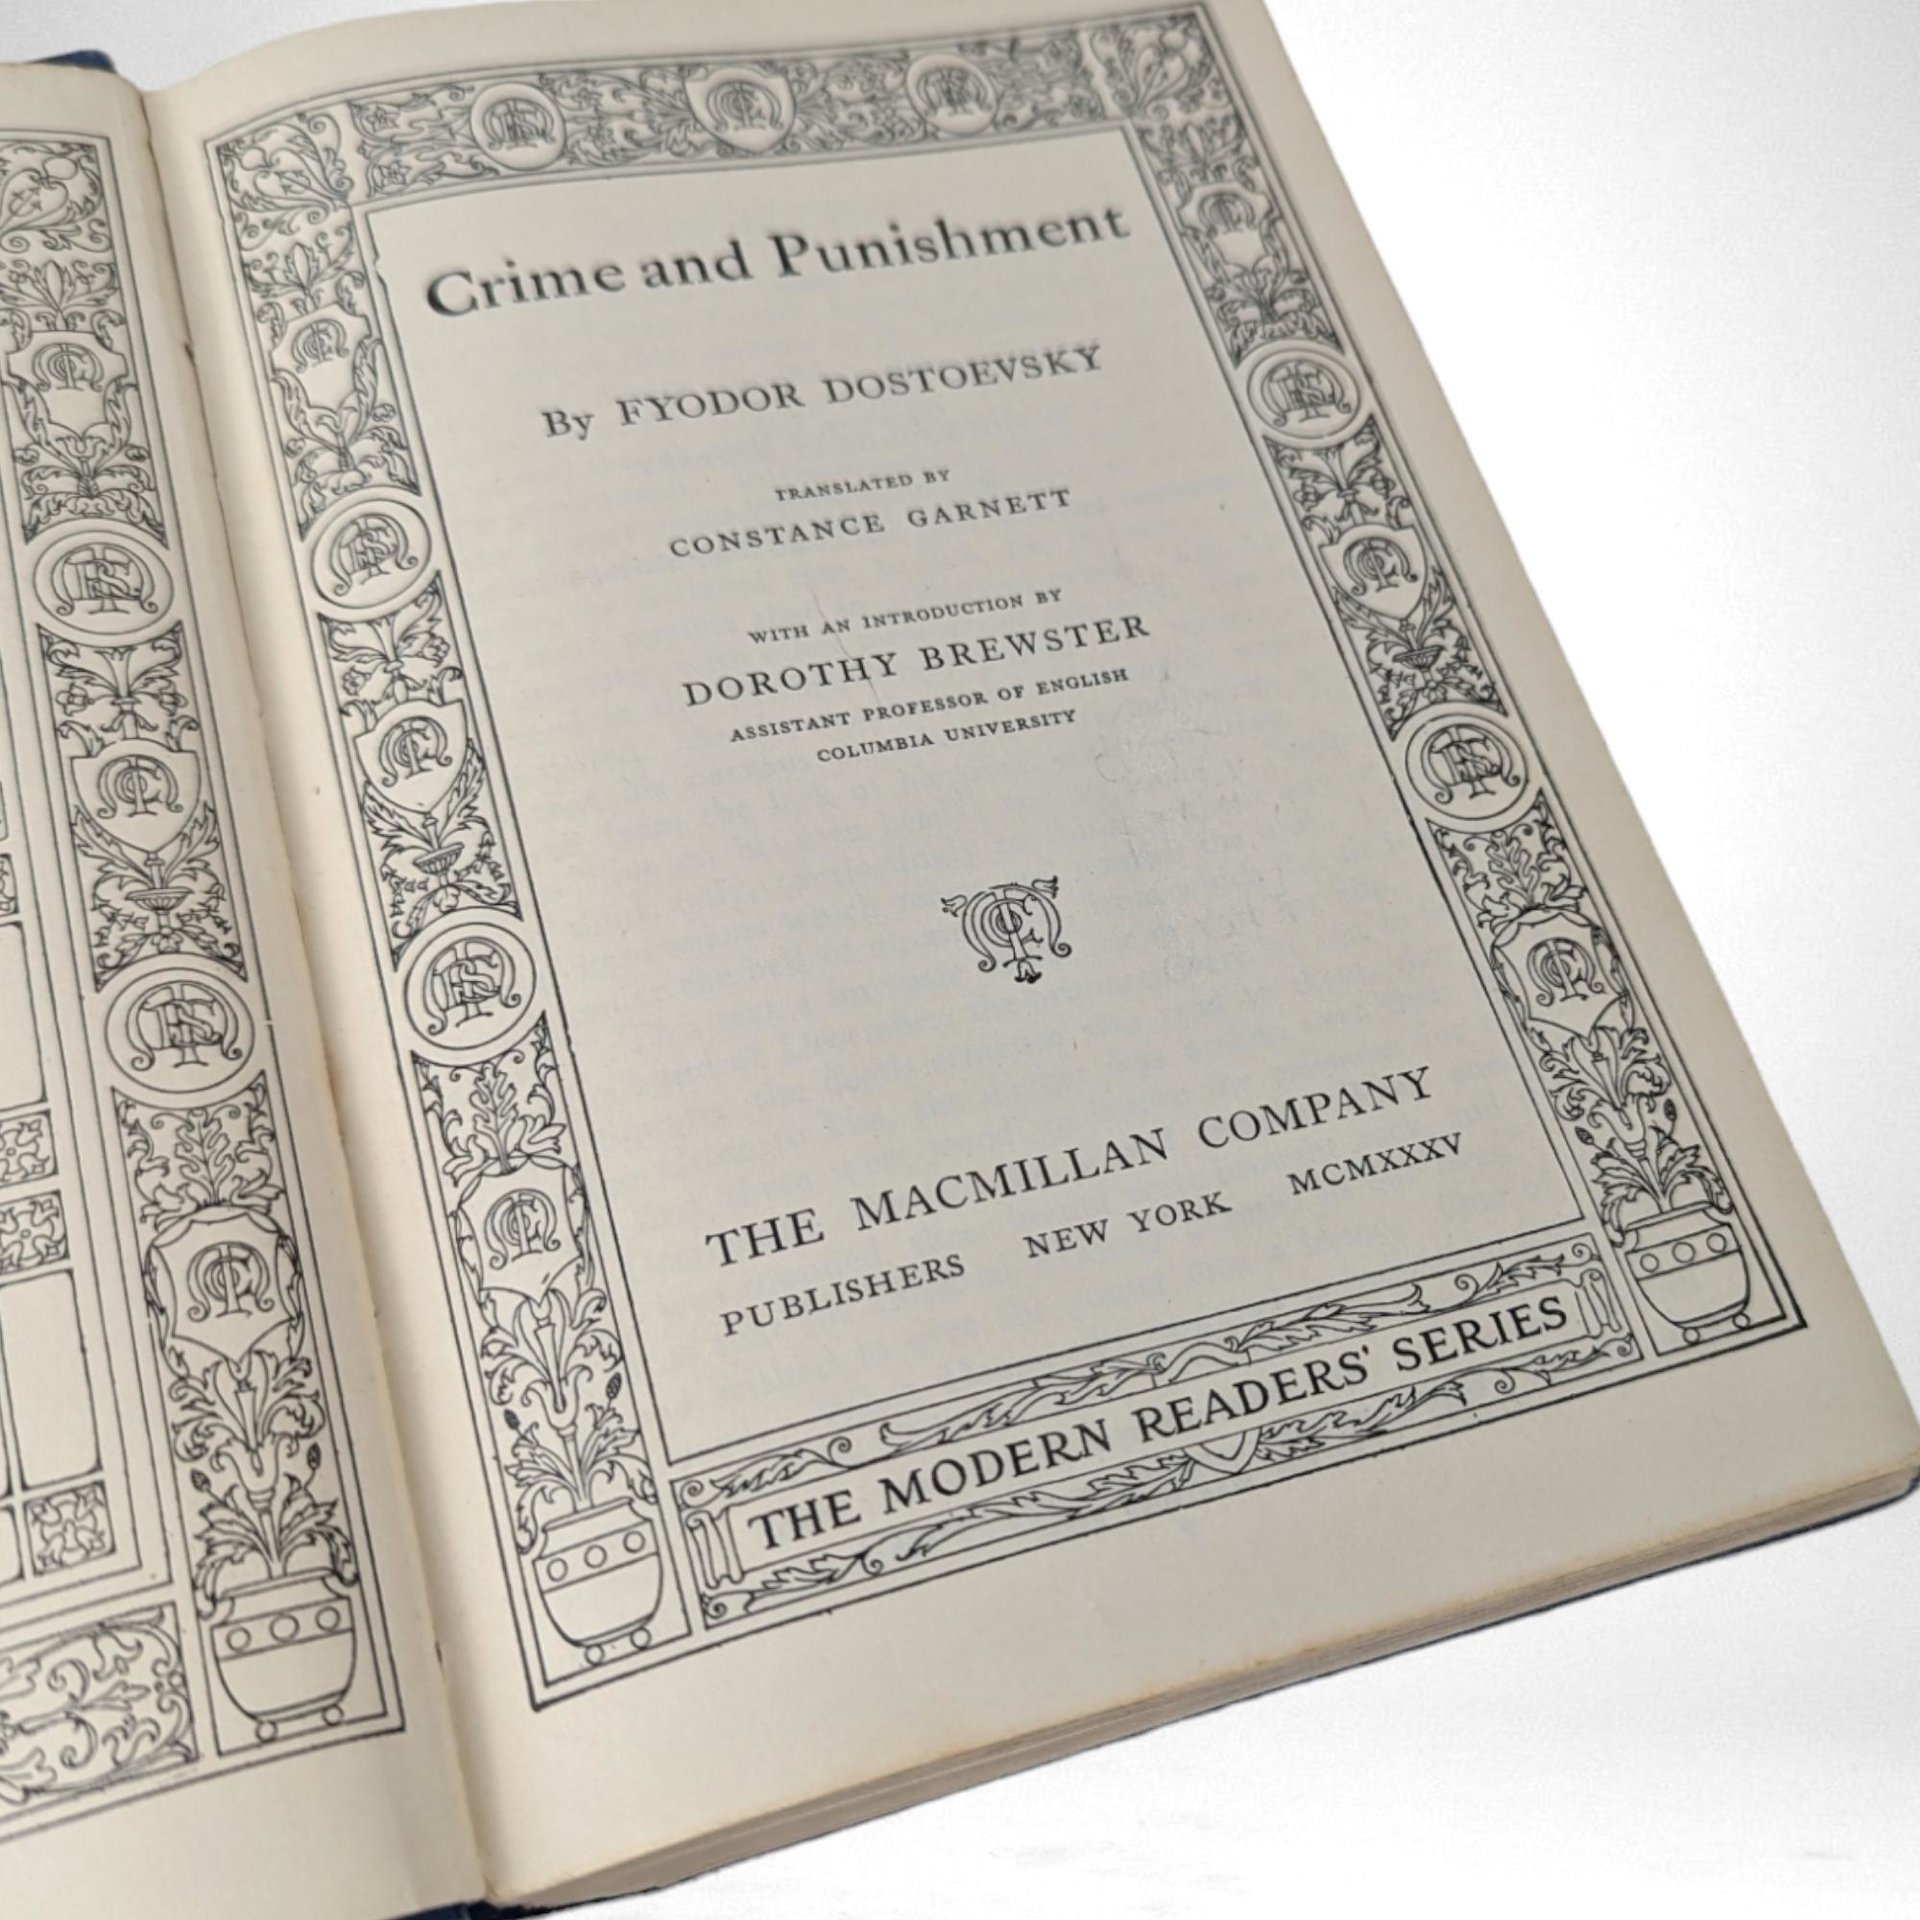 Crime and Punishment
By FYODOR DOSTOEVSKY
TRANSLATED BY
CONSTANCE GARNETT
WITH AN INTRODUCTION BY
DOROTHY BREWSTER
ASSISTANT PROFESSOR OF ENGLISH
COLUMBIA UNIVERSITY
THE MACMILLAN COMPANY
PUBLISHERS NEW YORK MCMXXXV
THE MODERN READERS' SERIES